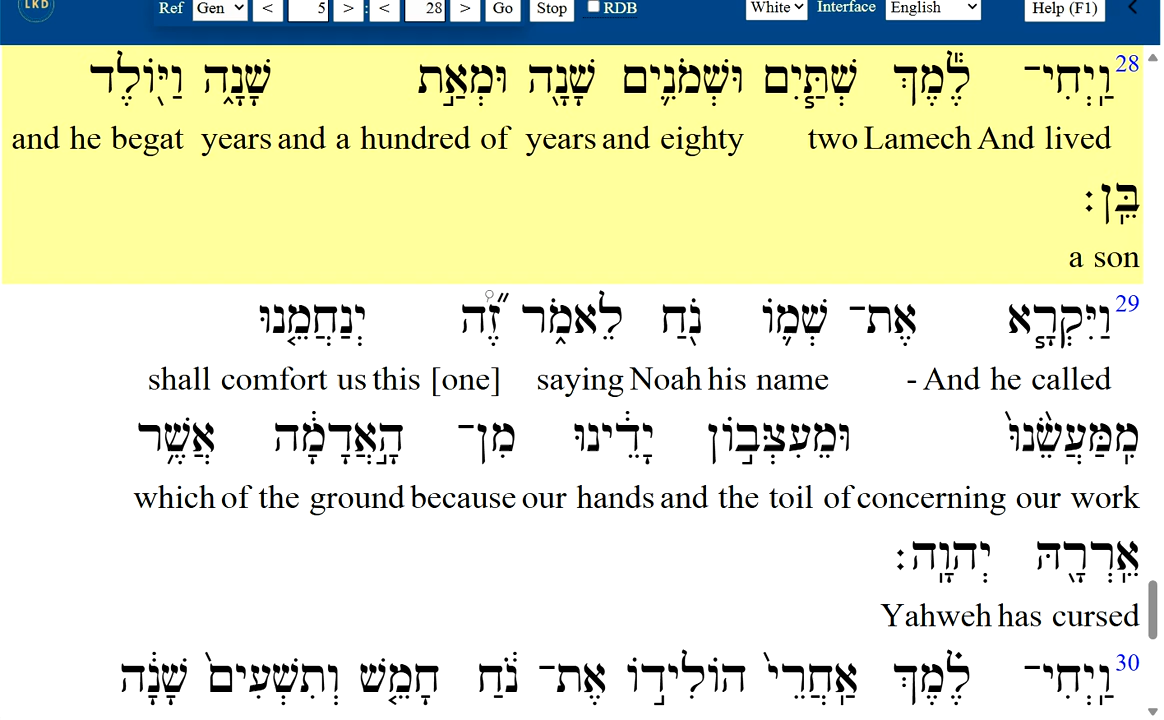 LKD Ref Gen < 5 > : < 28 > Go Stop RDB White Interface English Help (F1) <
28 וַֽיְחִי־ לֶ֕מֶךְ שְׁתַּ֧יִם וּשְׁמֹנִ֛ים שָׁנָ֖ה וּמְאַ֣ת שָׁנָ֑ה וַיּ֖וֹלֶד
and he begat years and a hundred of years and eighty two Lamech And lived
בֵּֽן׃
a son
29 וַיִּקְרָ֧א אֶת־ שְׁמ֛וֹ נֹ֖חַ לֵאמֹ֑ר זֶ֠֞ה יְנַחֲמֵ֤נוּ
shall comfort us this [one] saying Noah his name - And he called
מִֽמַּעֲשֵׂ֙נוּ֙ וּמֵעִצְּב֣וֹן יָדֵ֔ינוּ מִן־ הָ֣אֲדָמָ֔ה אֲשֶׁ֥ר
which of the ground because our hands and the toil of concerning our work
אֵֽרְרָ֖הּ יְהוָֽה׃
Yahweh has cursed
30 וַֽיְחִי־ לֶ֗מֶךְ אַֽחֲרֵי֙ הוֹלִיד֣וֹ אֶת־ נֹ֔חַ חָמֵ֤שׁ וְתִשְׁעִים֙ שָׁנָ֔ה